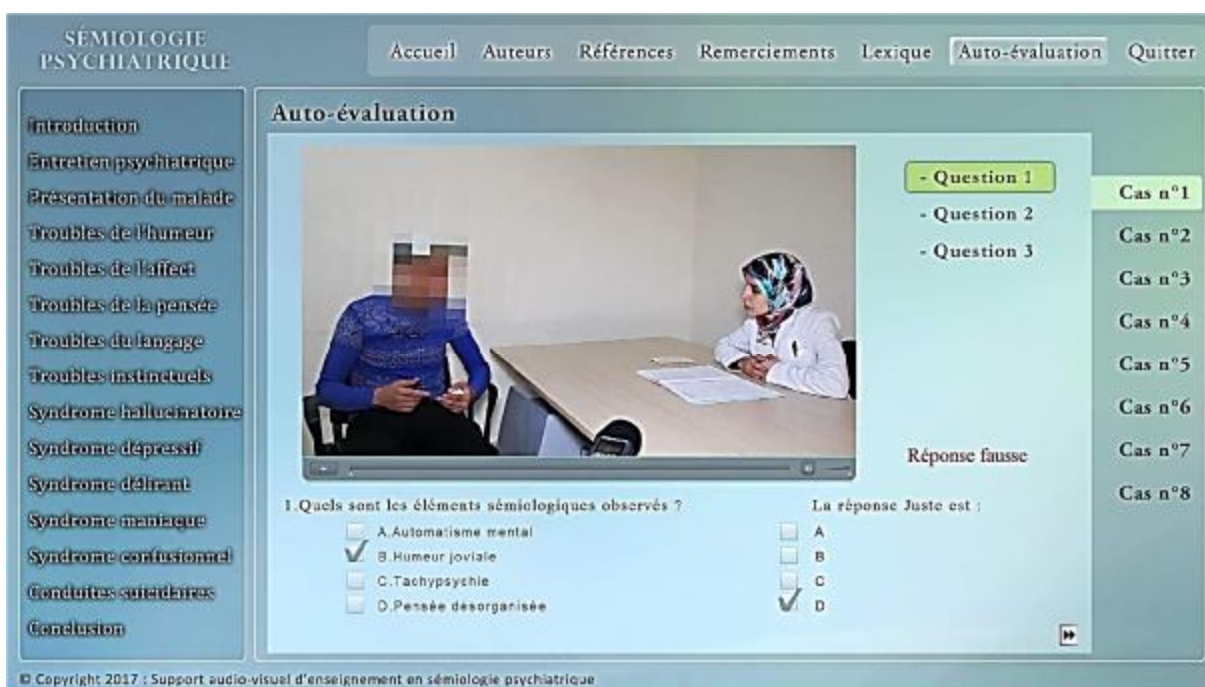 SÉMIOLOGIE
PSYCHIATRIQUE
Accueil Auteurs Références Remerciements Lexique Auto-évaluation Quitter
Introduction
Entretien psychiatrique
Présentation du malade
Troubles de l'humeur
Troubles de l'affect
Troubles de la pensée
Troubles du langage
Troubles instinctuels
Syndrome hallucinatoire
Syndrome dépressif
Syndrome délirant
Syndrome maniaque
Syndrome confusionnel
Conduites suicidaires
Conclusion
Auto-évaluation
- Question 1
- Question 2
- Question 3
Cas n°1
Cas n°2
Cas n°3
Cas n°4
Cas n°5
Cas n°6
Cas n°7
Cas n°8
Réponse fausse
1.Quels sont les éléments sémiologiques observés ?
A.Automatisme mental
B.Humeur joviale
C.Tachypsychie
D.Pensée désorganisée
La réponse Juste est :
A
B
C
D
© Copyright 2017 : Support audio-visuel d'enseignement en sémiologie psychiatrique